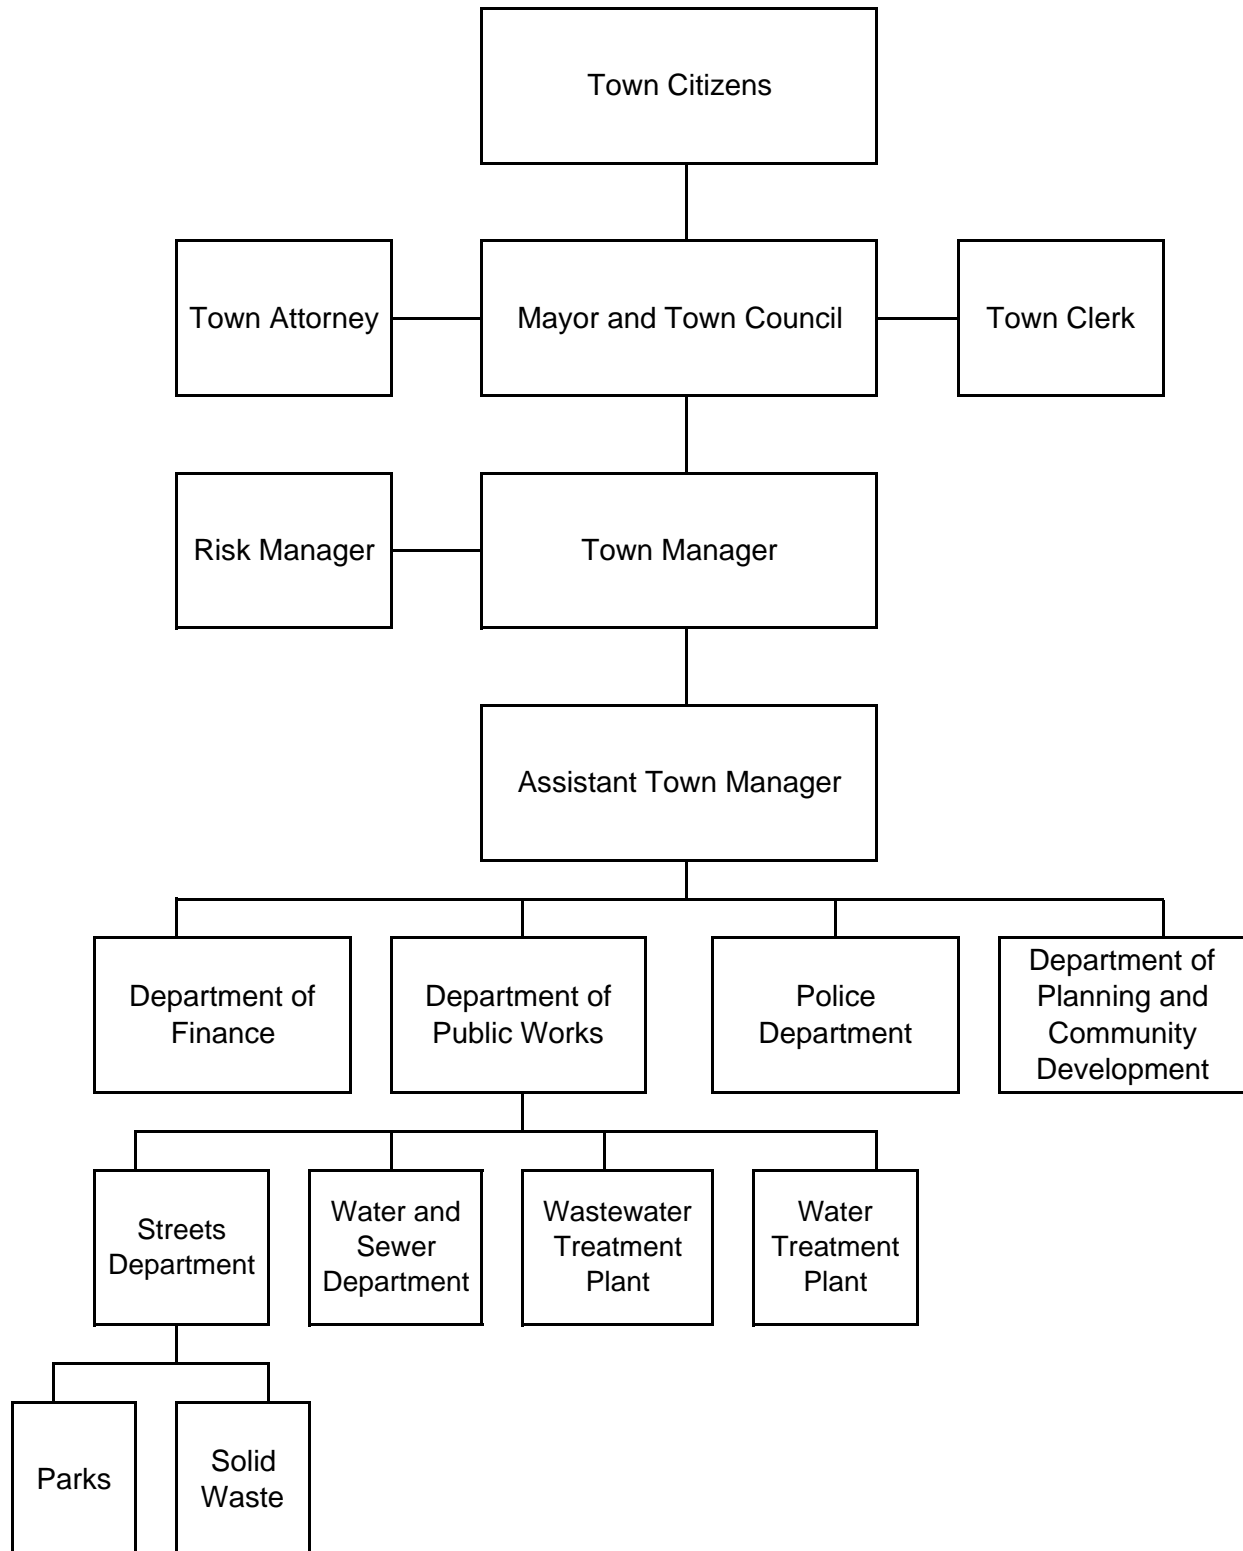 Town Citizens
Town Attorney
Mayor and Town Council
Town Clerk
Risk Manager
Town Manager
Assistant Town Manager
Department of
Finance
Department of
Public Works
Police
Department
Department of
Planning and
Community
Development
Streets
Department
Water and
Sewer
Department
Wastewater
Treatment
Plant
Water
Treatment
Plant
Parks
Solid
Waste